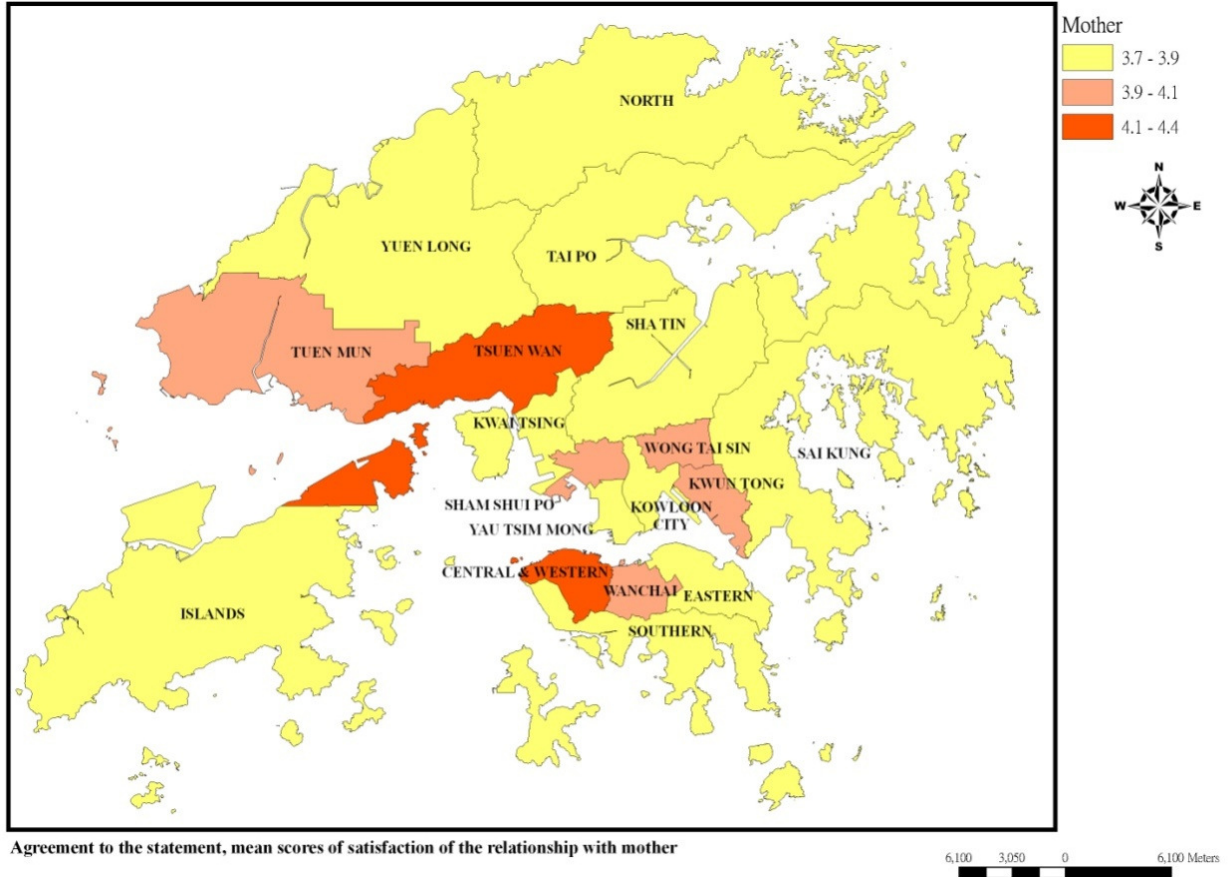 Mother
3.7 - 3.9
3.9 - 4.1
4.1 - 4.4
N
W E
S
NORTH
YUEN LONG
TAI PO
SHA TIN
TUEN MUN
TSUEN WAN
KWAI TSING
WONG TAI SIN
SAI KUNG
KWUN TONG
SHAM SHUI PO
KOWLOON
CITY
YAU TSIM MONG
CENTRAL & WESTERN
WANCHAI
EASTERN
ISLANDS
SOUTHERN
Agreement to the statement, mean scores of satisfaction of the relationship with mother
6,100 3,050 0 6,100 Meters